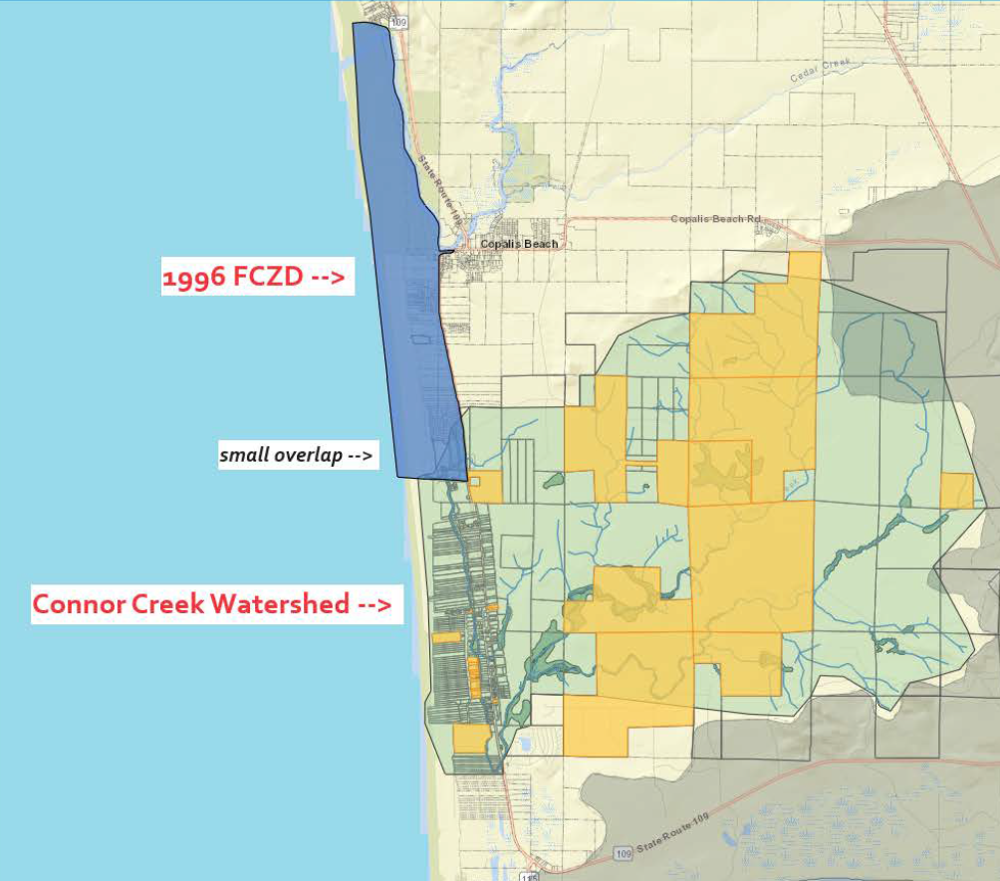 109
Cedar Creek
State Route 109
Copalis Beach Rd
Copalis Beach
1996 FCZD -->
small overlap -->
Connor Creek Watershed -->
State Route 109
109
115